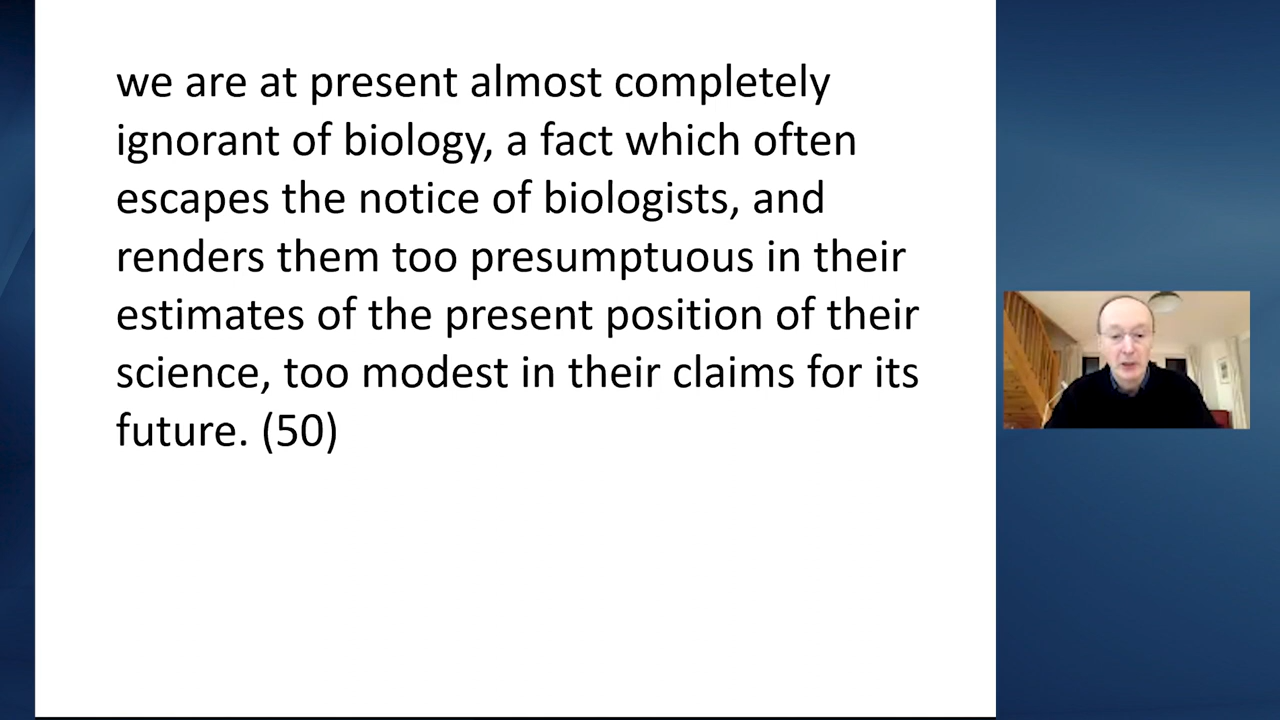 we are at present almost completely
ignorant of biology, a fact which often
escapes the notice of biologists, and
renders them too presumptuous in their
estimates of the present position of their
science, too modest in their claims for its
future. (50)